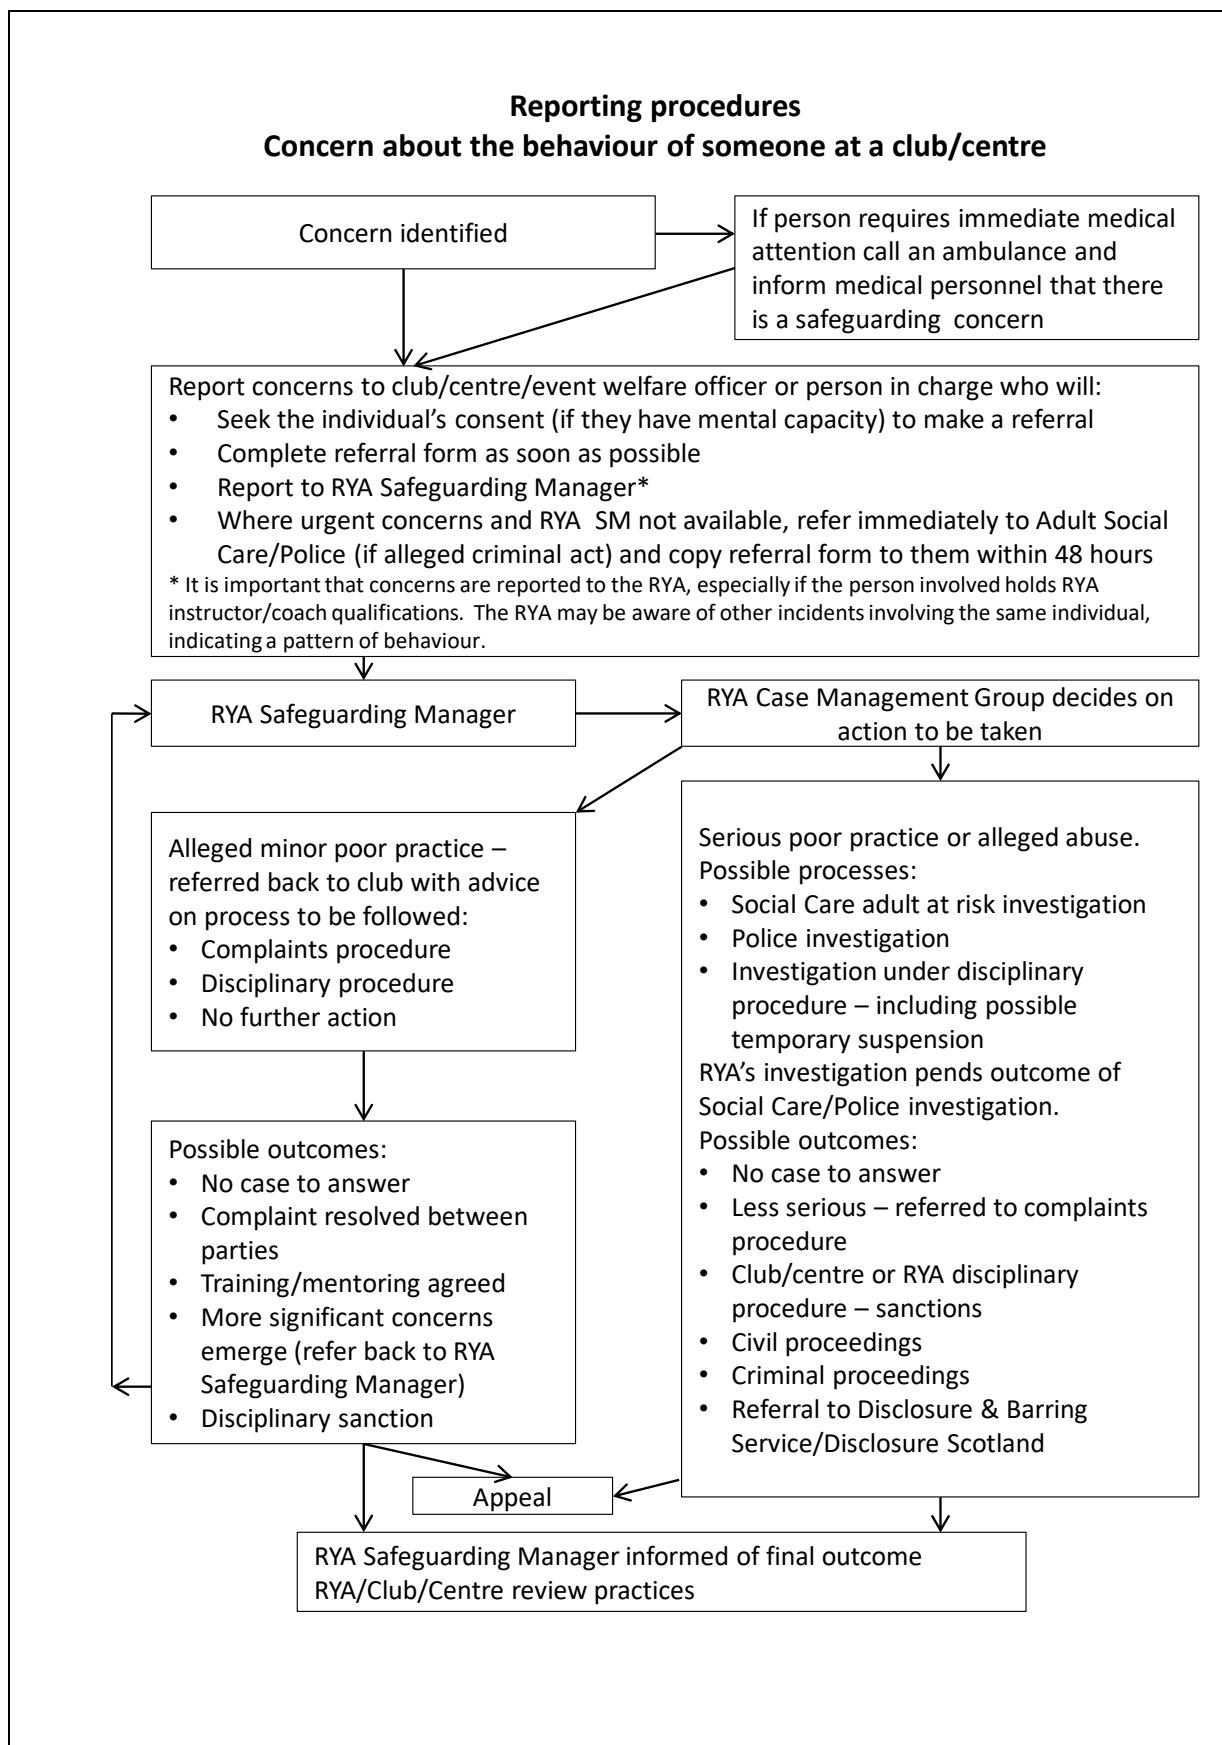 Reporting procedures
Concern about the behaviour of someone at a club/centre
Concern identified
If person requires immediate medical
attention call an ambulance and
inform medical personnel that there
is a safeguarding concern
Report concerns to club/centre/event welfare officer or person in charge who will:
• Seek the individual’s consent (if they have mental capacity) to make a referral
• Complete referral form as soon as possible
• Report to RYA Safeguarding Manager*
• Where urgent concerns and RYA SM not available, refer immediately to Adult Social
Care/Police (if alleged criminal act) and copy referral form to them within 48 hours
* It is important that concerns are reported to the RYA, especially if the person involved holds RYA
instructor/coach qualifications. The RYA may be aware of other incidents involving the same individual,
indicating a pattern of behaviour.
RYA Safeguarding Manager
RYA Case Management Group decides on
action to be taken
Alleged minor poor practice –
referred back to club with advice
on process to be followed:
• Complaints procedure
• Disciplinary procedure
• No further action
Possible outcomes:
• No case to answer
• Complaint resolved between
parties
• Training/mentoring agreed
• More significant concerns
emerge (refer back to RYA
Safeguarding Manager)
• Disciplinary sanction
Serious poor practice or alleged abuse.
Possible processes:
• Social Care adult at risk investigation
• Police investigation
• Investigation under disciplinary
procedure – including possible
temporary suspension
RYA’s investigation pends outcome of
Social Care/Police investigation.
Possible outcomes:
• No case to answer
• Less serious – referred to complaints
procedure
• Club/centre or RYA disciplinary
procedure – sanctions
• Civil proceedings
• Criminal proceedings
• Referral to Disclosure & Barring
Service/Disclosure Scotland
Appeal
RYA Safeguarding Manager informed of final outcome
RYA/Club/Centre review practices